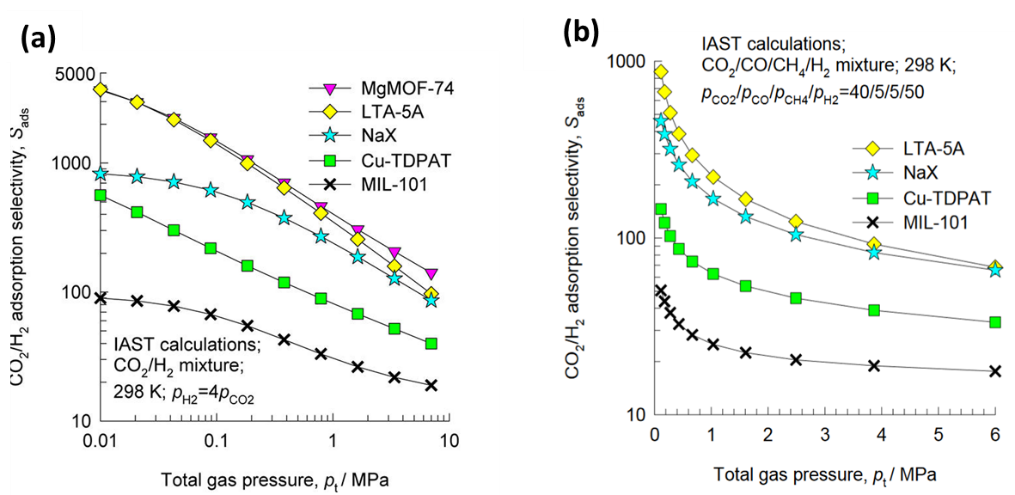 (a)
5000
1000
100
10
CO2/H2 adsorption selectivity, Sads
MgMOF-74
LTA-5A
NaX
Cu-TDPAT
MIL-101
IAST calculations;
CO2/H2 mixture;
298 K; pH2=4pCO2
0.01
0.1
1
10
Total gas pressure, pt / MPa
(b)
1000
100
10
CO2/H2 adsorption selectivity, Sads
IAST calculations;
CO2/CO/CH4/H2 mixture; 298 K;
pCO2/pCO/pCH4/pH2=40/5/5/50
LTA-5A
NaX
Cu-TDPAT
MIL-101
0
1
2
3
4
5
6
Total gas pressure, pt / MPa